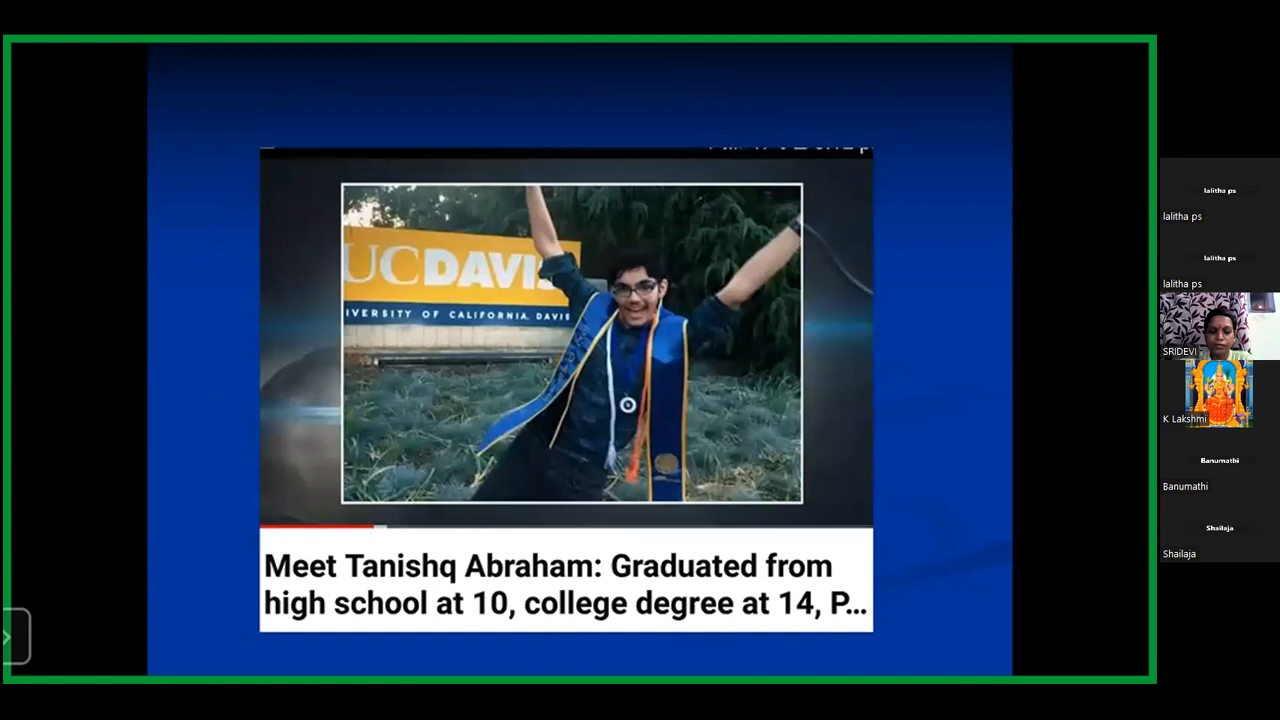 UCDAVIS
IVERSITY OF CALIFORNIA, DAVIS
Meet Tanishq Abraham: Graduated from
high school at 10, college degree at 14, P...
lalitha ps
lalitha ps
lalitha ps
lalitha ps
SRIDEVI
K Lakshmi
Banumathi
Banumathi
Shailaja
Shailaja